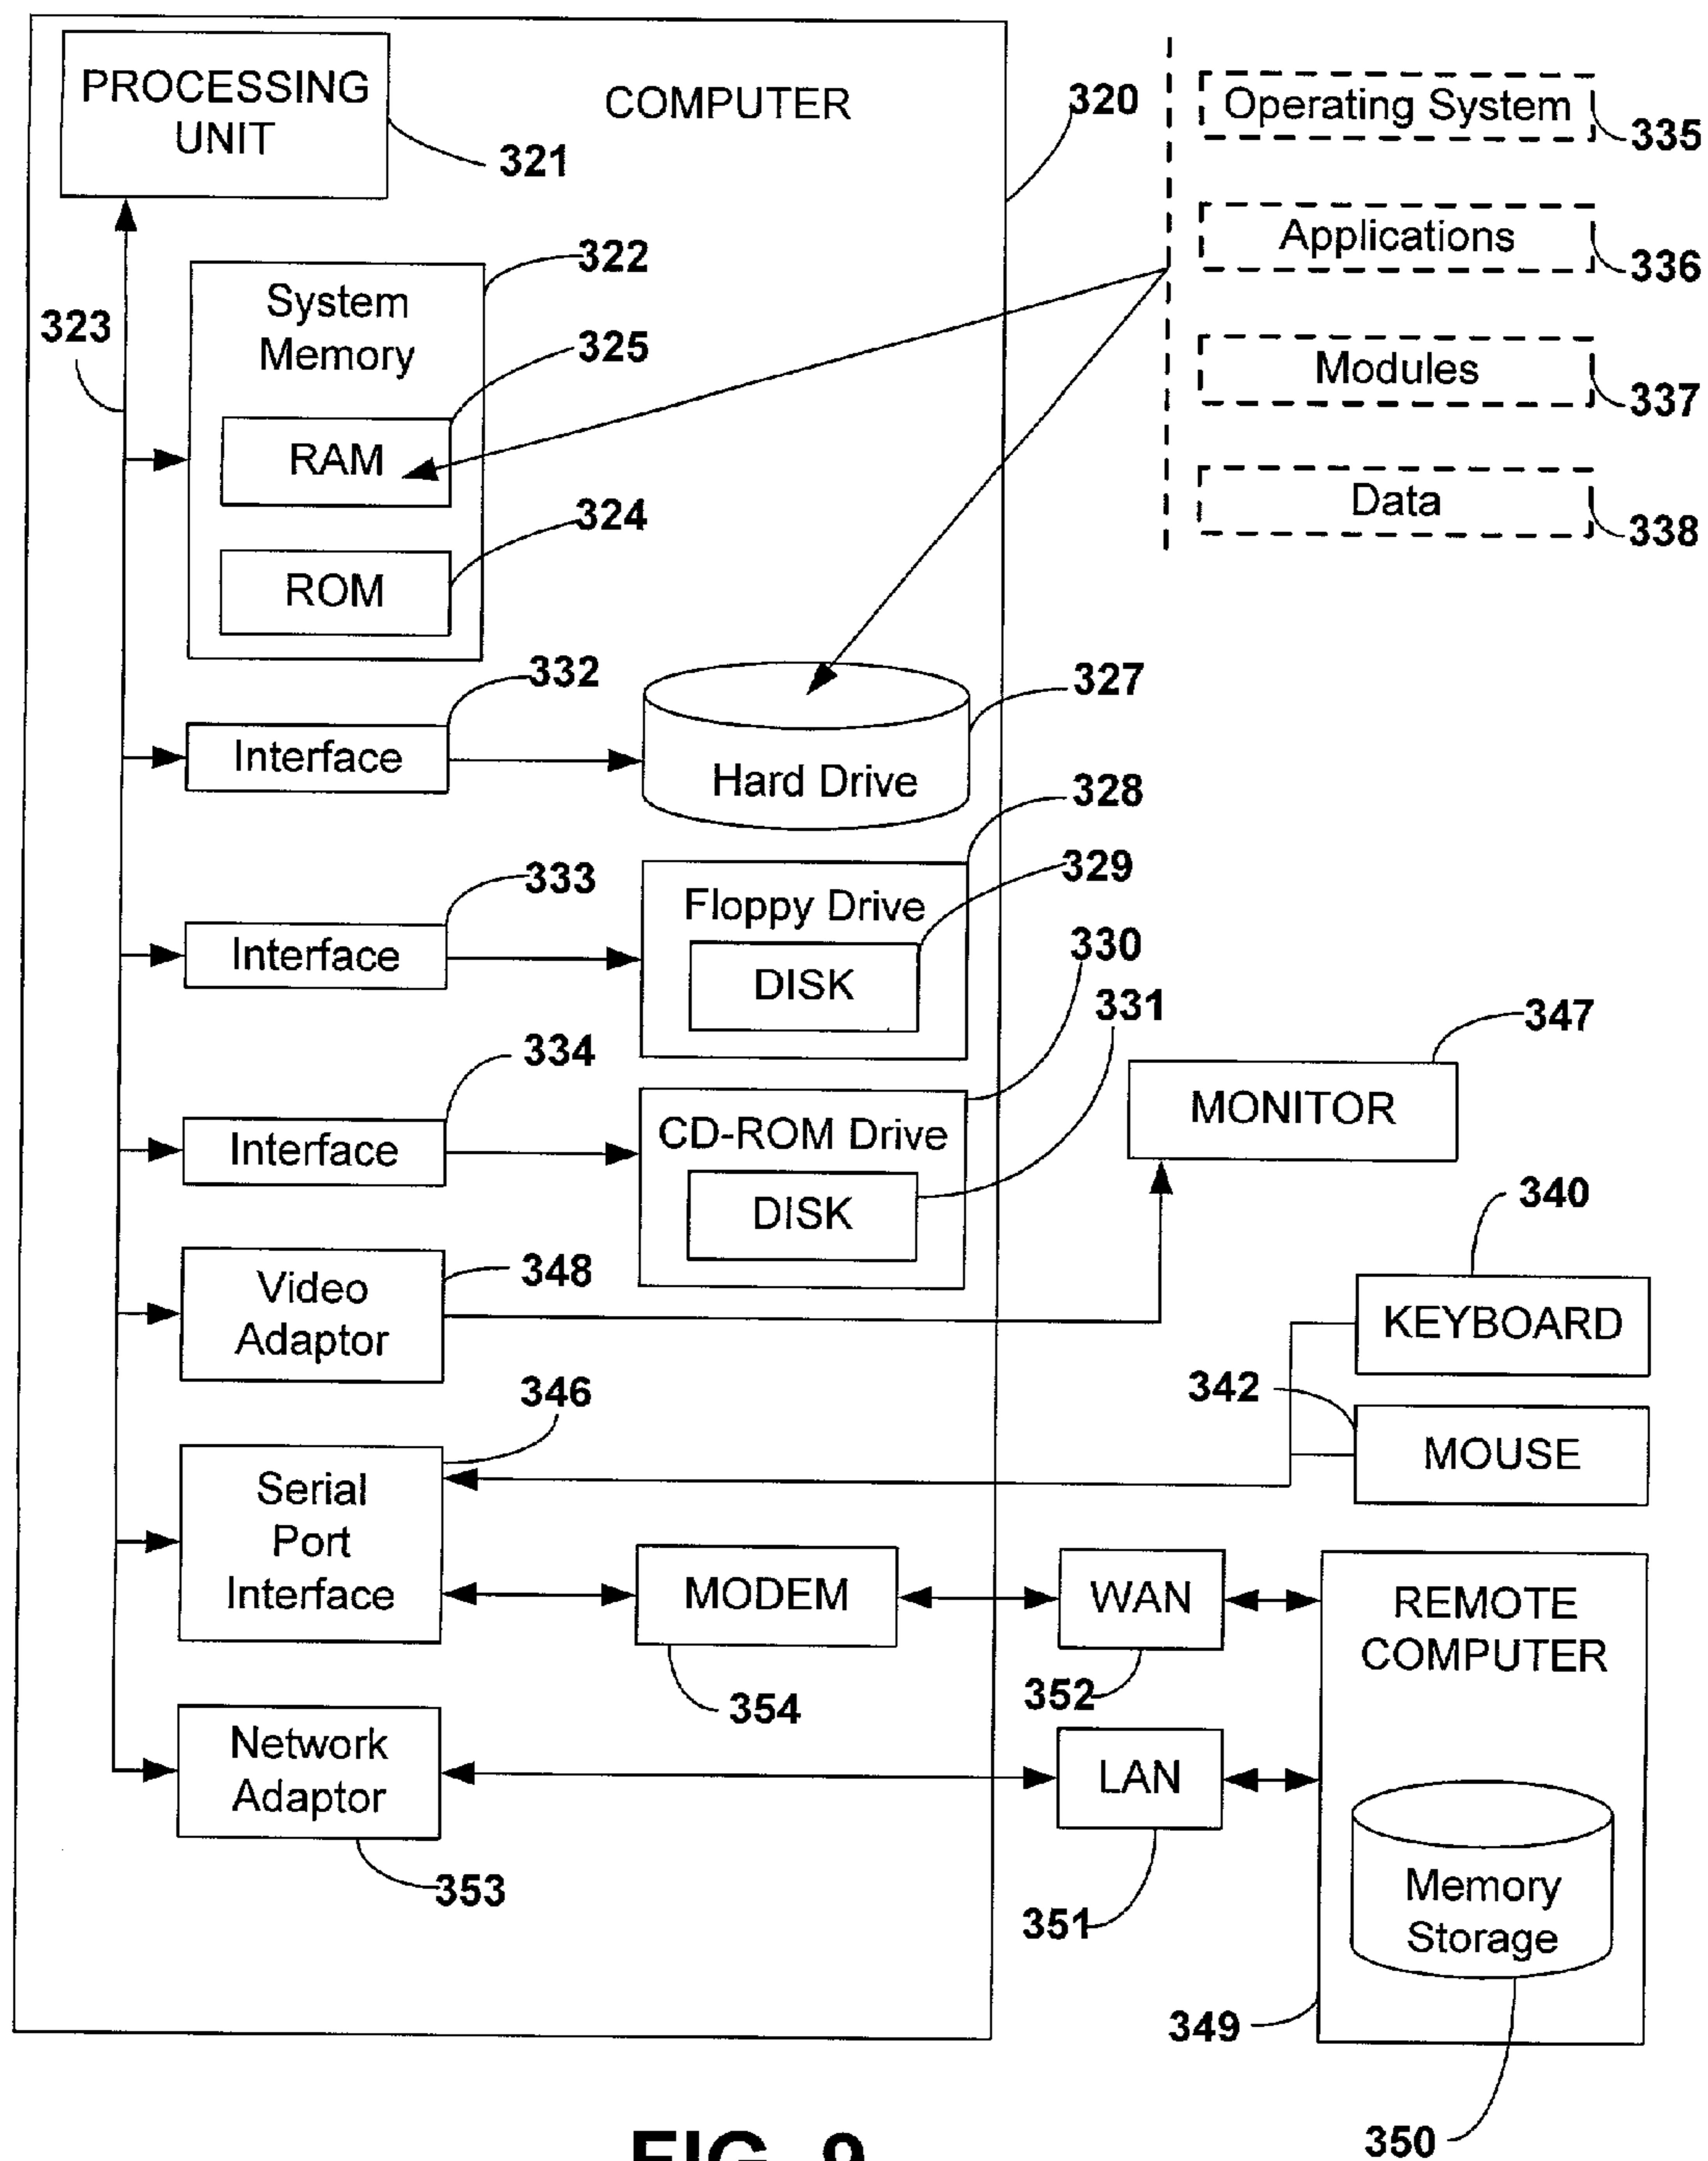 PROCESSING
UNIT
321
COMPUTER
320
Operating System
335
Applications
336
Modules
337
Data
338
322
System
Memory
323
325
RAM
324
ROM
332
Interface
327
Hard Drive
328
333
Interface
329
Floppy Drive
DISK
330
331
334
Interface
CD-ROM Drive
DISK
347
MONITOR
348
Video
Adaptor
340
KEYBOARD
342
MOUSE
346
Serial
Port
Interface
MODEM
354
WAN
352
REMOTE
COMPUTER
Network
Adaptor
353
LAN
351
Memory
Storage
349
350
FIG. 9